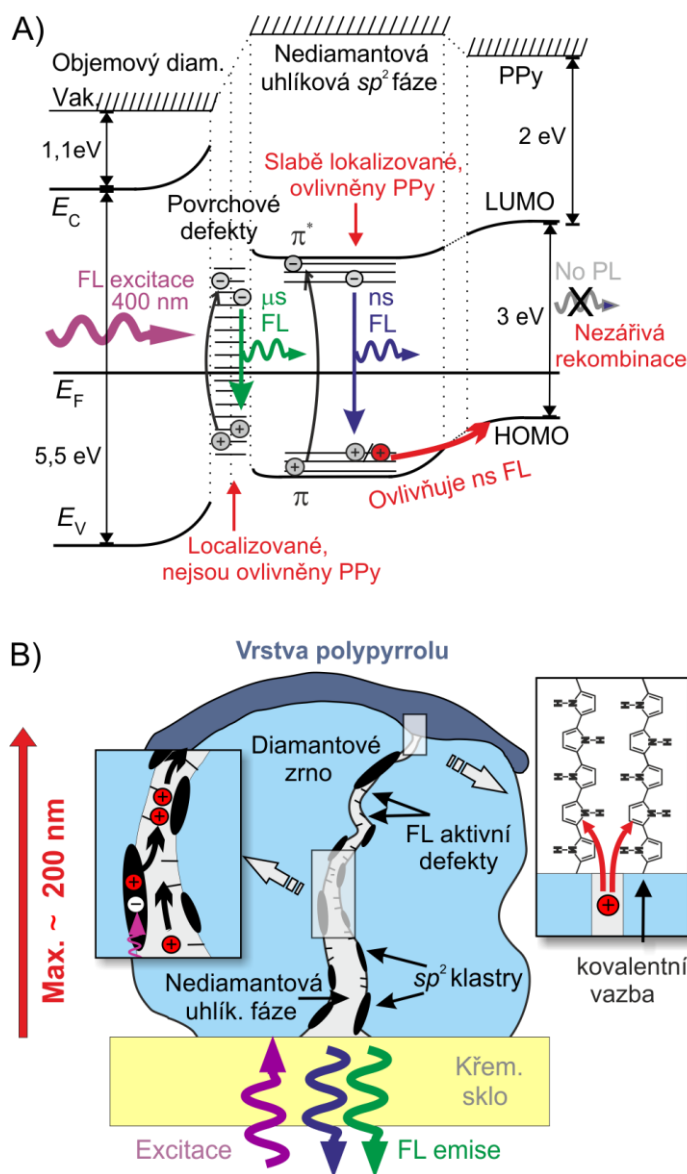 A)
Objemový diam.
Vak.
Nediamantová
uhlíková sp² fáze
PPy
1,1eV
2 eV
Slabě lokalizované,
ovlivněny PPy
LUMO
E_C
Povrchové
defekty
π*
FL excitace
400 nm
μs
FL
ns
FL
3 eV
No PL
Nezářivá
rekombinace
E_F
5,5 eV
HOMO
Ovlivňuje ns FL
π
E_V
Localizované,
nejsou ovlivněny PPy
B)
Vrstva polypyrrolu
Diamantové
zrno
FL aktivní
defekty
Max. ~ 200 nm
Nediamantová
uhlík. fáze
sp² klastry
kovalentní
vazba
Křem.
sklo
Excitace
FL emise